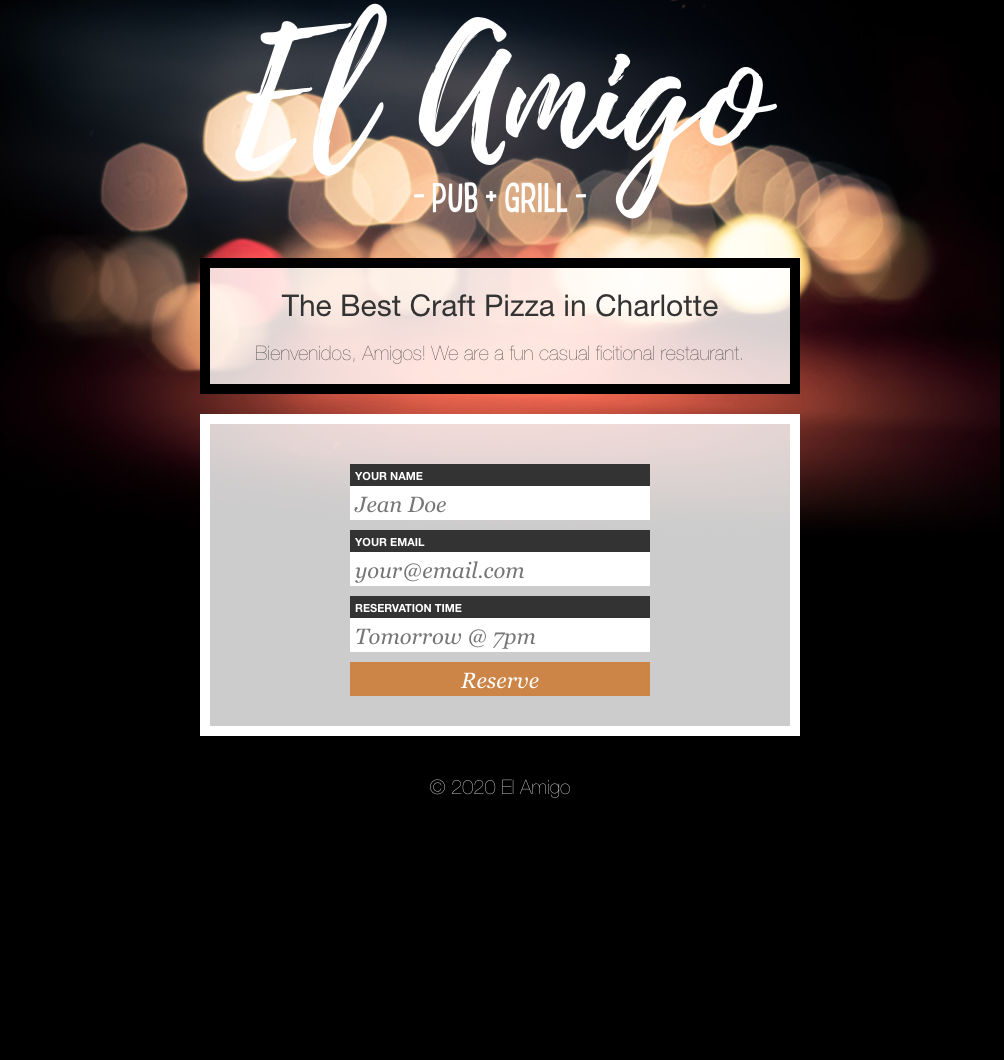 El Amigo
- PUB + GRILL -
The Best Craft Pizza in Charlotte
Bienvenidos, Amigos! We are a fun casual ficitional restaurant.
YOUR NAME
Jean Doe
YOUR EMAIL
your@email.com
RESERVATION TIME
Tomorrow @ 7pm
Reserve
© 2020 El Amigo